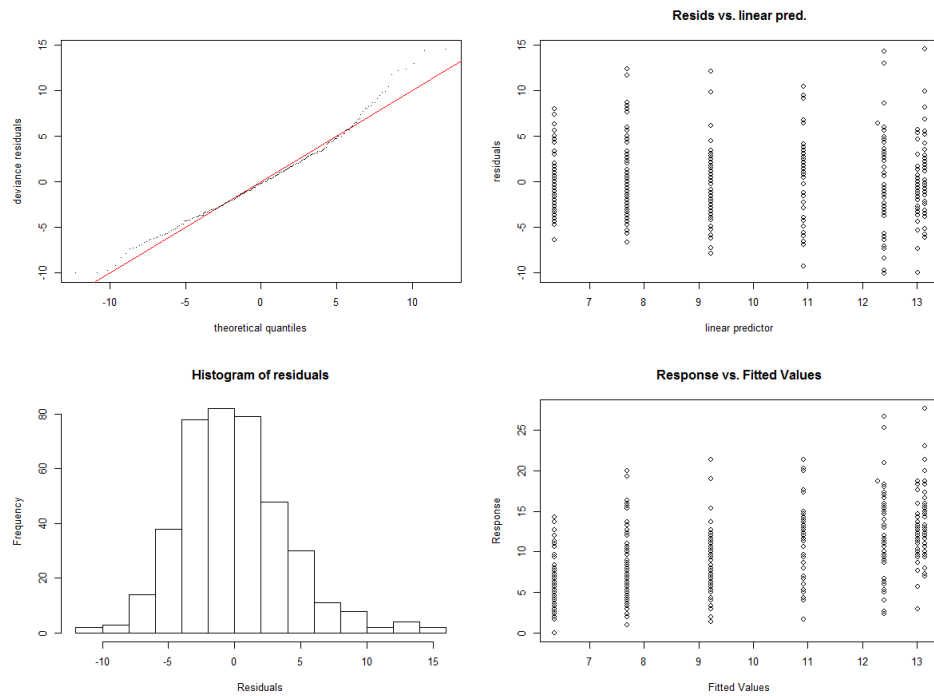 deviance residuals
-10 -5 0 5 10 15
-10 -5 0 5 10
theoretical quantiles
Resids vs. linear pred.
residuals
-10 -5 0 5 10 15
7 8 9 10 11 12 13
linear predictor
Histogram of residuals
Frequency
0 20 40 60 80
-10 -5 0 5 10 15
Residuals
Response vs. Fitted Values
Response
0 5 10 15 20 25
7 8 9 10 11 12 13
Fitted Values